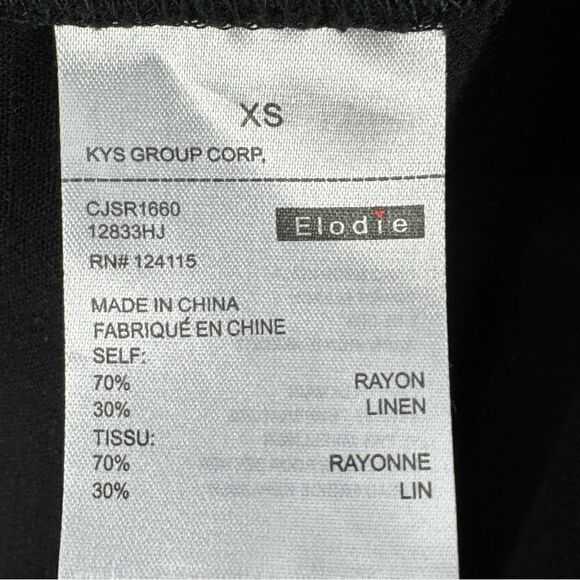 XS
KYS GROUP CORP.
CJSR1660
12833HJ
Elodie
RN# 124115
MADE IN CHINA
FABRIQUÉ EN CHINE
SELF:
70% RAYON
30% LINEN
TISSU:
70% RAYONNE
30% LIN